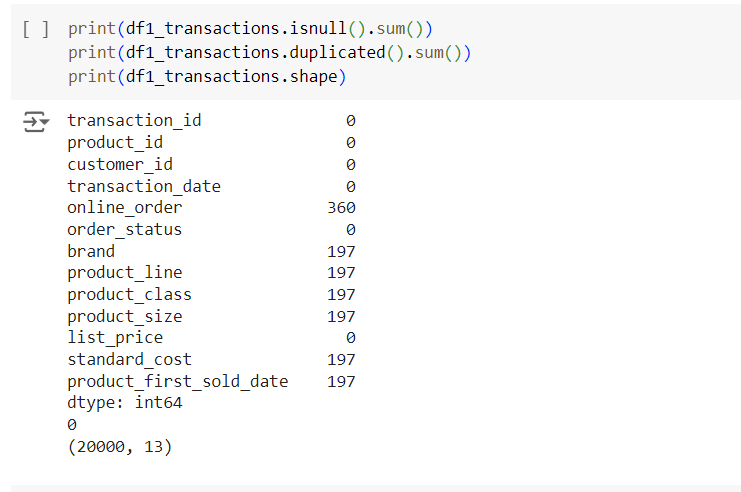 [ ] print(df1_transactions.isnull().sum())
print(df1_transactions.duplicated().sum())
print(df1_transactions.shape)
transaction_id 0
product_id 0
customer_id 0
transaction_date 0
online_order 360
order_status 0
brand 197
product_line 197
product_class 197
product_size 197
list_price 0
standard_cost 197
product_first_sold_date 197
dtype: int64
0
(20000, 13)